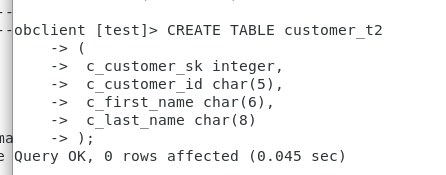 --
--obclient [test]> CREATE TABLE customer_t2
-> (
->  c_customer_sk integer,
->  c_customer_id char(5),
->  c_first_name char(6),
->  c_last_name char(8)
ma -> );
e Query OK, 0 rows affected (0.045 sec)